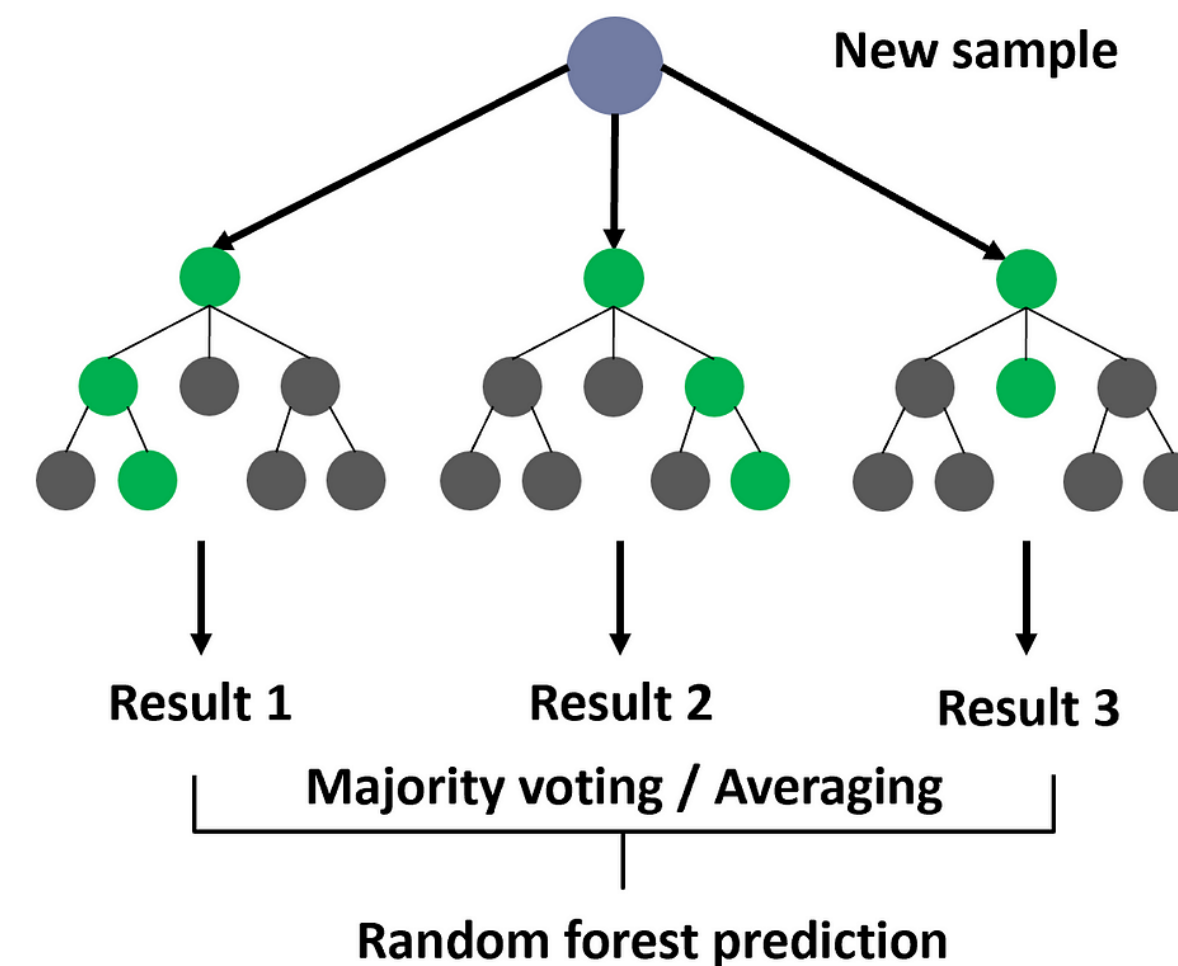 New sample
Result 1
Result 2
Result 3
Majority voting / Averaging
Random forest prediction